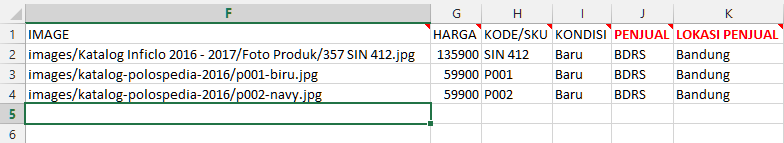 F G H I J K
1 IMAGE HARGA KODE/SKU KONDISI PENJUAL LOKASI PENJUAL
2 images/Katalog Inficlo 2016 - 2017/Foto Produk/357 SIN 412.jpg 135900 SIN 412 Baru BDRS Bandung
3 images/katalog-polospedia-2016/p001-biru.jpg 59900 P001 Baru BDRS Bandung
4 images/katalog-polospedia-2016/p002-navy.jpg 59900 P002 Baru BDRS Bandung
5
6